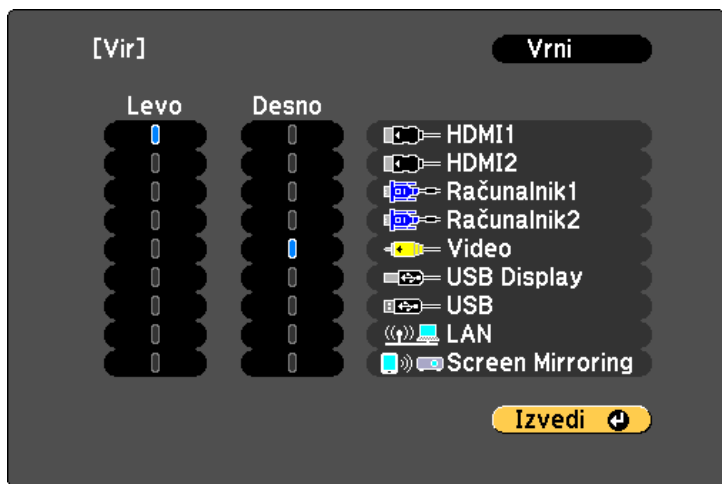 [Vir] Vrni
Levo Desno
HDMI1
HDMI2
Računalnik1
Računalnik2
Video
USB Display
USB
LAN
Screen Mirroring
Izvedi